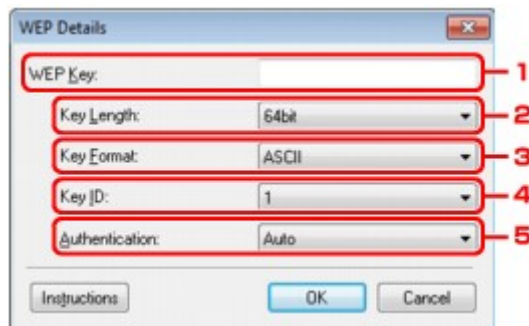 WEP Details
WEP Key: 1
Key Length: 64bit 2
Key Format: ASCII 3
Key ID: 1 4
Authentication: Auto 5
Instructions OK Cancel